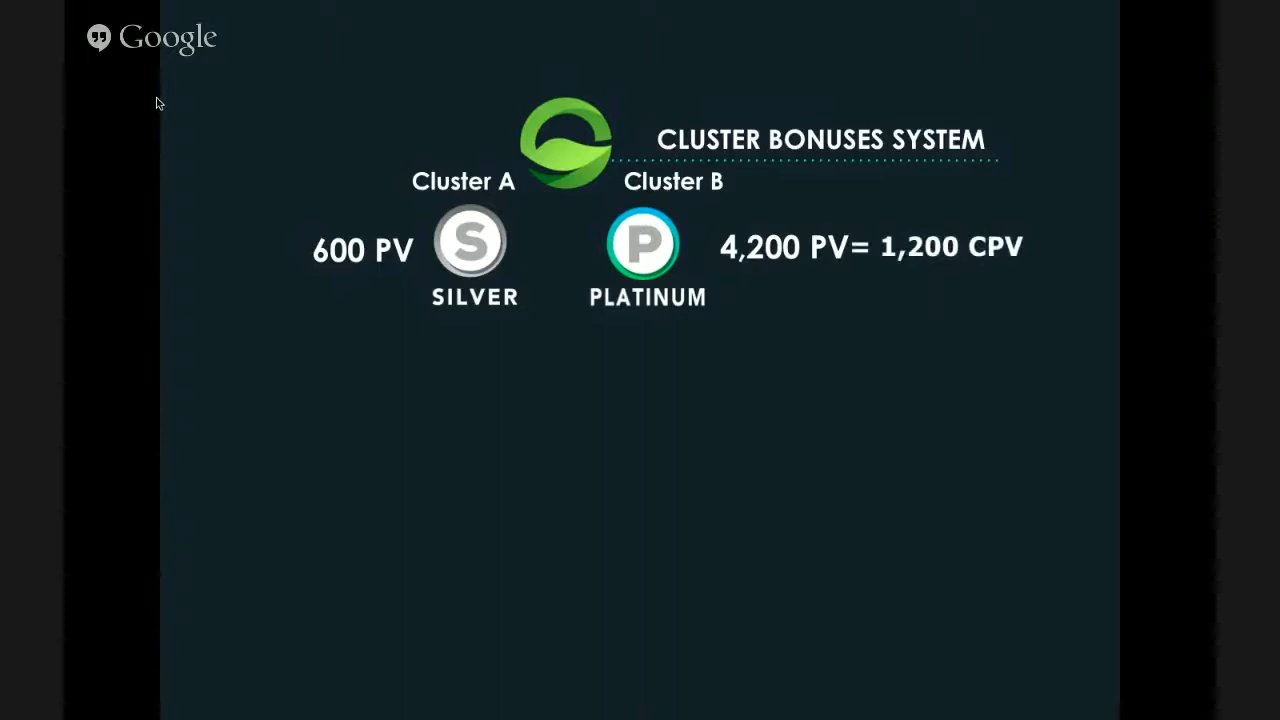 Google
CLUSTER BONUSES SYSTEM
Cluster A
Cluster B
600 PV
S
P
4,200 PV= 1,200 CPV
SILVER
PLATINUM